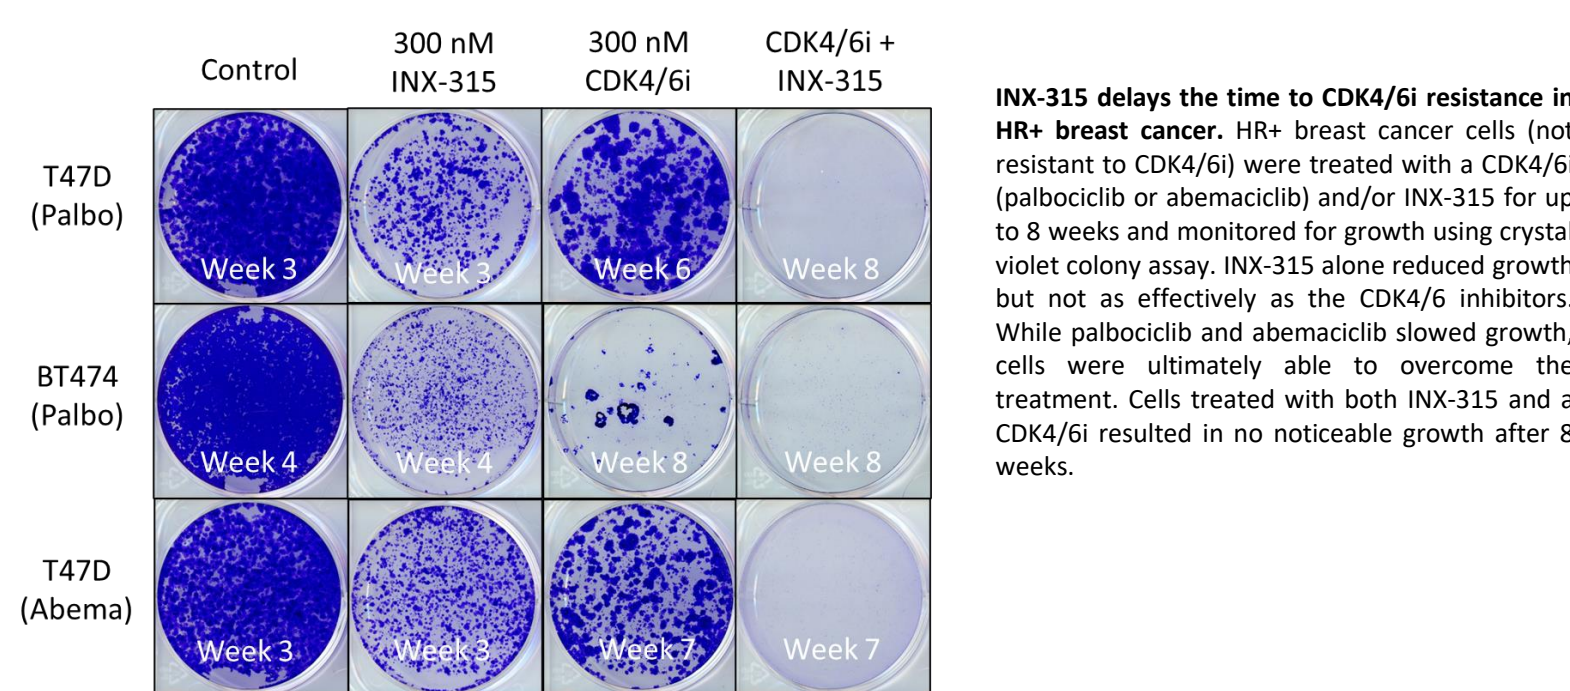 Control
300 nM
INX-315
300 nM
CDK4/6i
CDK4/6i +
INX-315
T47D
(Palbo)
Week 3
Week 3
Week 6
Week 8
BT474
(Palbo)
Week 4
Week 4
Week 8
Week 8
T47D
(Abema)
Week 3
Week 3
Week 7
Week 7
INX-315 delays the time to CDK4/6i resistance in
HR+ breast cancer. HR+ breast cancer cells (not
resistant to CDK4/6i) were treated with a CDK4/6i
(palbociclib or abemaciclib) and/or INX-315 for up
to 8 weeks and monitored for growth using crystal
violet colony assay. INX-315 alone reduced growth
but not as effectively as the CDK4/6 inhibitors.
While palbociclib and abemaciclib slowed growth,
cells were ultimately able to overcome the
treatment. Cells treated with both INX-315 and a
CDK4/6i resulted in no noticeable growth after 8
weeks.